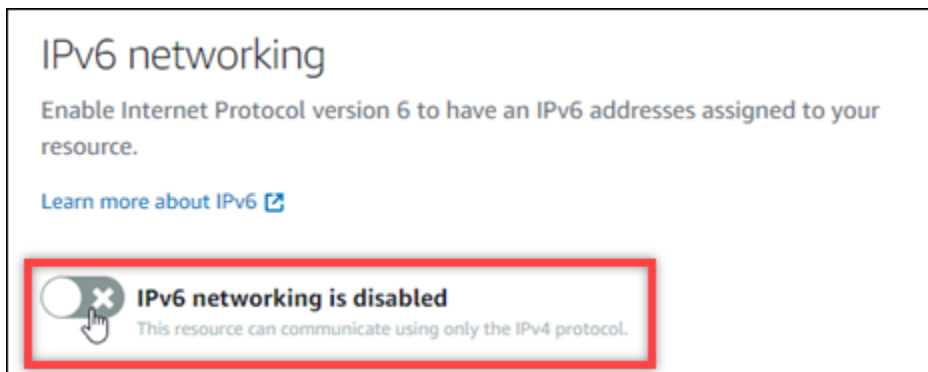 IPv6 networking
Enable Internet Protocol version 6 to have an IPv6 addresses assigned to your
resource.
Learn more about IPv6
IPv6 networking is disabled
This resource can communicate using only the IPv4 protocol.